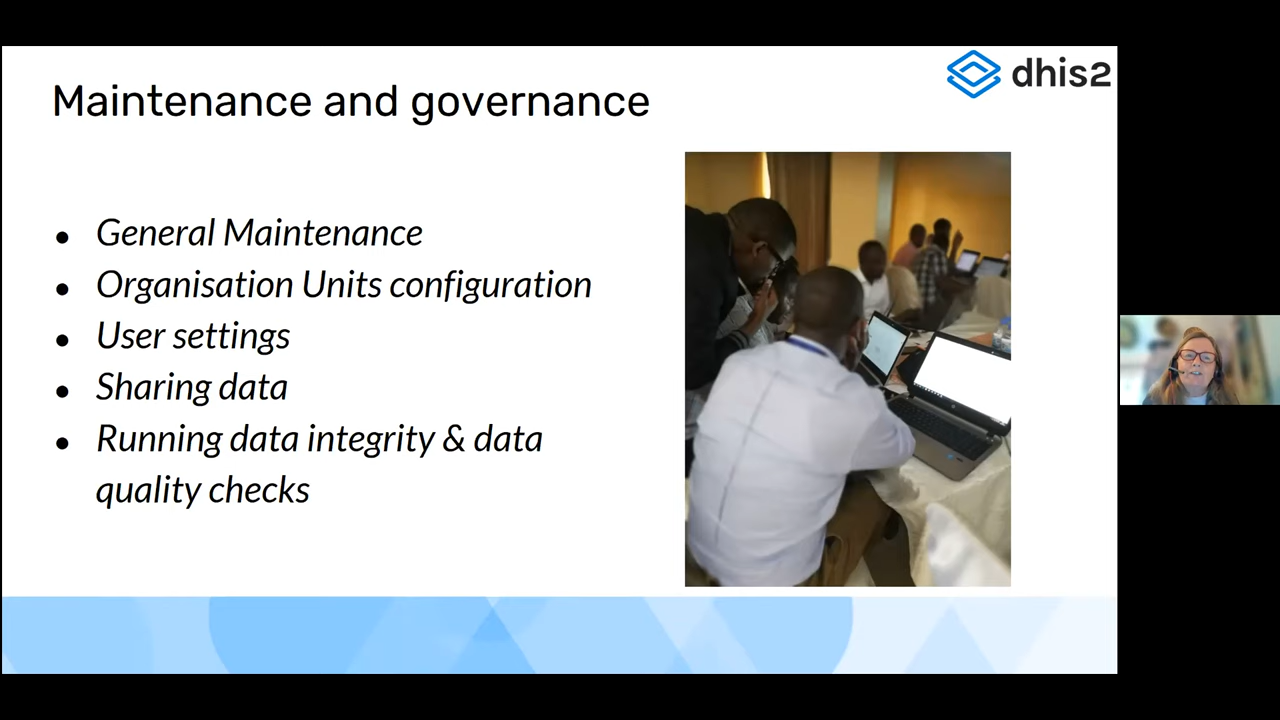 dhis2
Maintenance and governance
General Maintenance
Organisation Units configuration
User settings
Sharing data
Running data integrity & data
quality checks